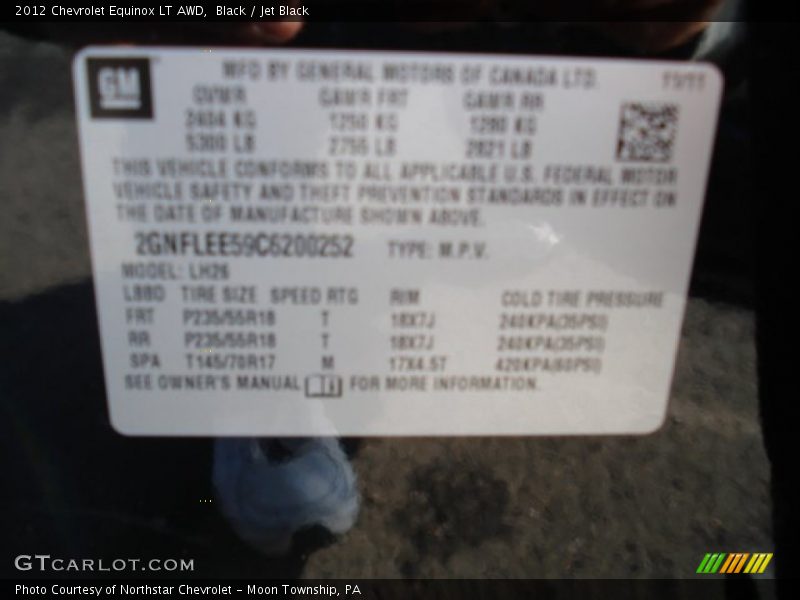 2012 Chevrolet Equinox LT AWD, Black / Jet Black
GM MFD BY GENERAL MOTORS OF CANADA LTD. 11/11
GVWR GAWR FRT GAWR RR
2404 KG 1250 KG 1280 KG
5300 LB 2755 LB 2821 LB
THIS VEHICLE CONFORMS TO ALL APPLICABLE U.S. FEDERAL MOTOR
VEHICLE SAFETY AND THEFT PREVENTION STANDARDS IN EFFECT ON
THE DATE OF MANUFACTURE SHOWN ABOVE.
2GNFLEE59C6200252 TYPE: M.P.V.
MODEL: LH26
TIRE SIZE SPEED RTG RIM COLD TIRE PRESSURE
FRT P235/55R18 T 18X7J 240KPA(35PSI)
RR P235/55R18 T 18X7J 240KPA(35PSI)
SPA T145/70R17 M 17X4.5T 420KPA(60PSI)
SEE OWNER'S MANUAL FOR MORE INFORMATION.
GTCARLOT.COM
Photo Courtesy of Northstar Chevrolet - Moon Township, PA